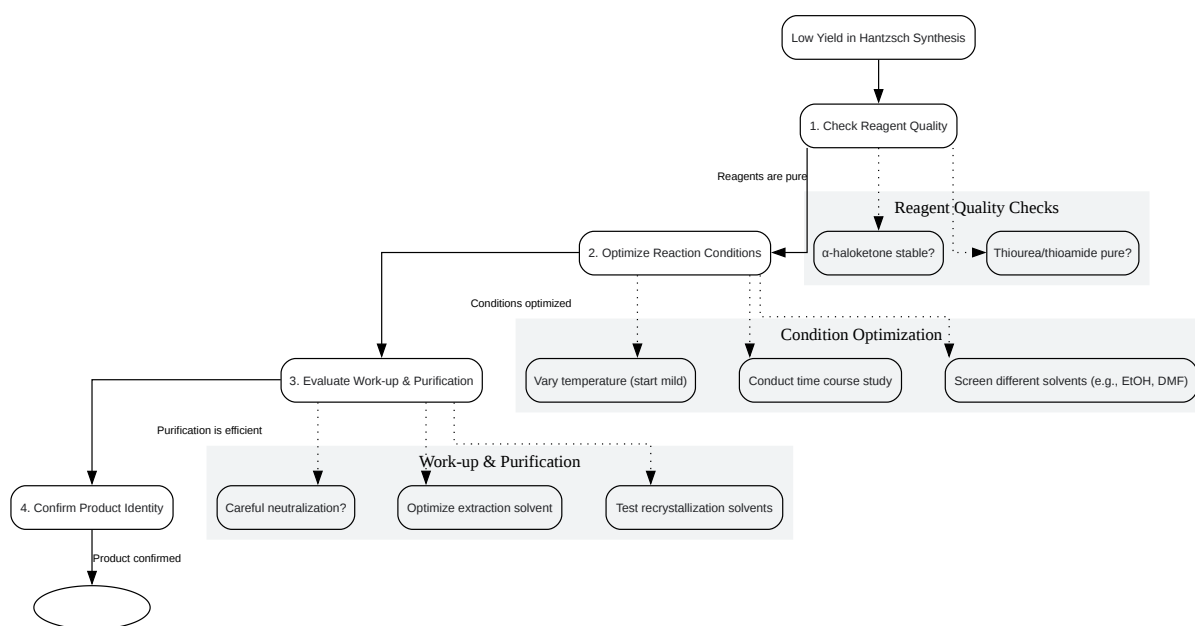 Low Yield in Hantzsch Synthesis
1. Check Reagent Quality
Reagents are pure
Reagent Quality Checks
α-haloketone stable?
Thiourea/thioamide pure?
2. Optimize Reaction Conditions
Conditions optimized
Condition Optimization
Vary temperature (start mild)
Conduct time course study
Screen different solvents (e.g., EtOH, DMF)
3. Evaluate Work-up & Purification
Purification is efficient
Work-up & Purification
Careful neutralization?
Optimize extraction solvent
Test recrystallization solvents
4. Confirm Product Identity
Product confirmed